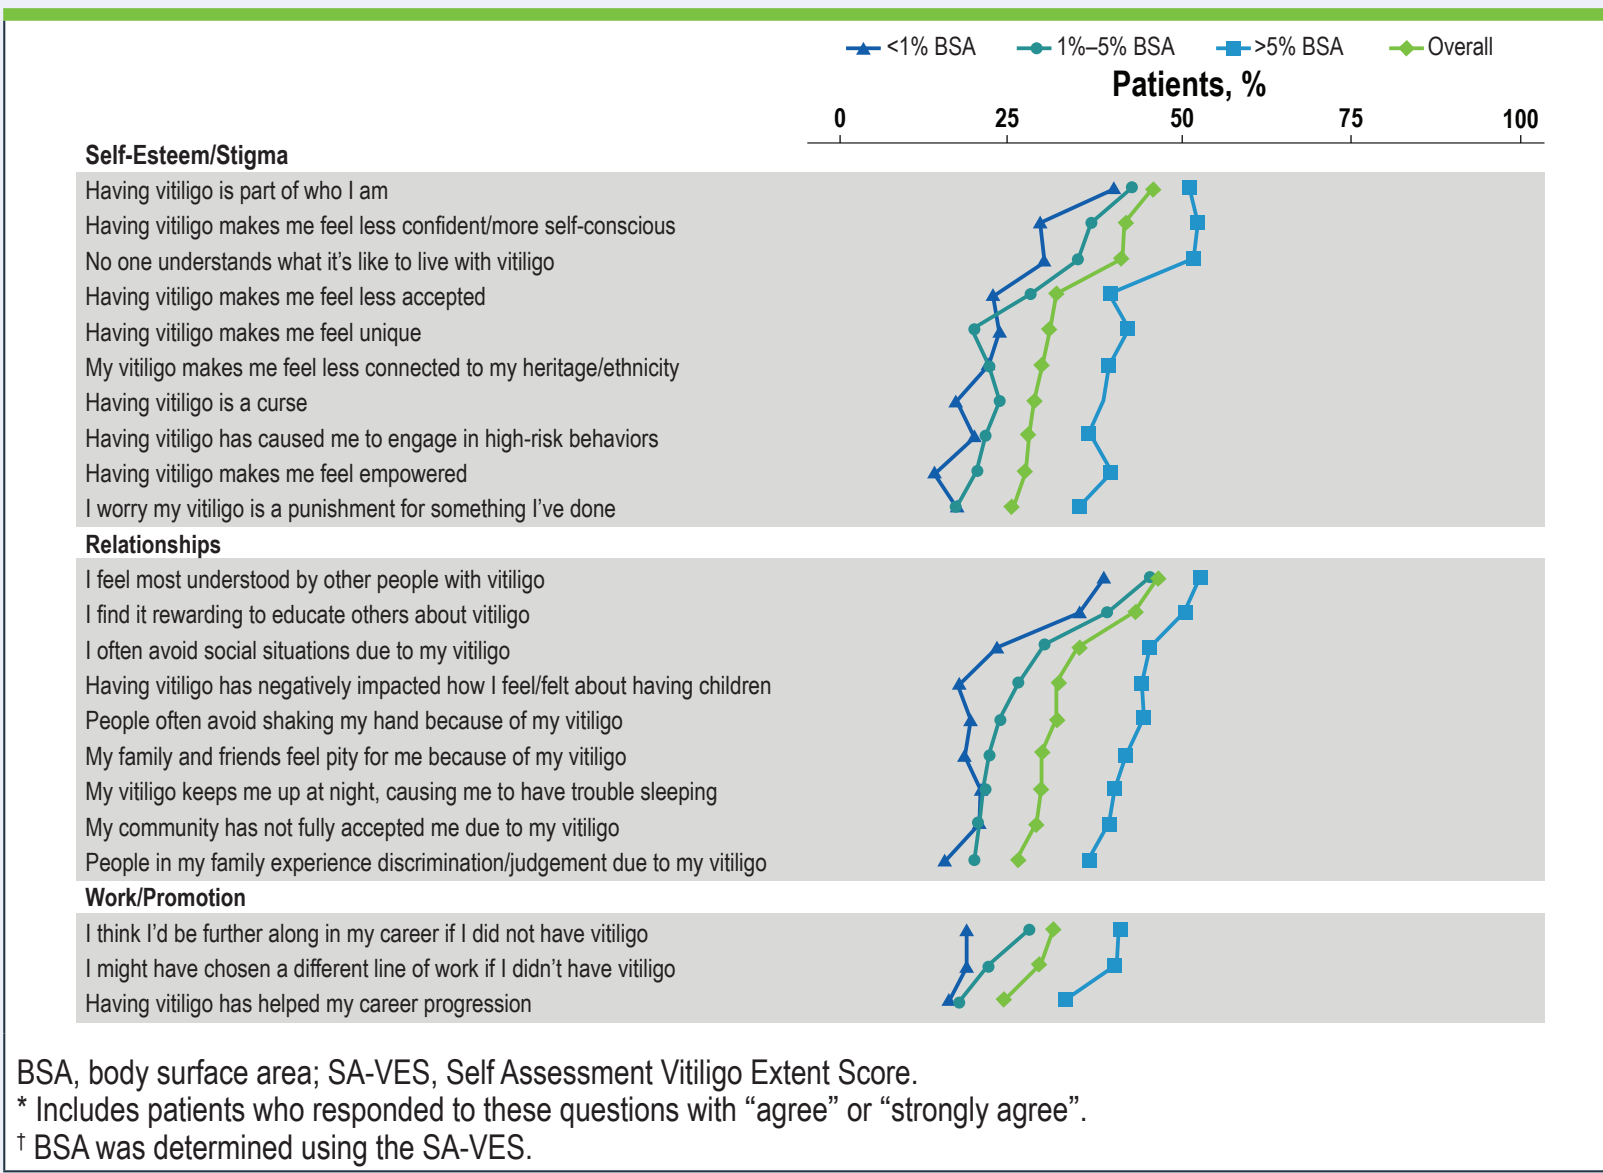 <1% BSA 1%–5% BSA >5% BSA Overall
Patients, %
0 25 50 75 100
Self-Esteem/Stigma
Having vitiligo is part of who I am
Having vitiligo makes me feel less confident/more self-conscious
No one understands what it’s like to live with vitiligo
Having vitiligo makes me feel less accepted
Having vitiligo makes me feel unique
My vitiligo makes me feel less connected to my heritage/ethnicity
Having vitiligo is a curse
Having vitiligo has caused me to engage in high-risk behaviors
Having vitiligo makes me feel empowered
I worry my vitiligo is a punishment for something I’ve done
Relationships
I feel most understood by other people with vitiligo
I find it rewarding to educate others about vitiligo
I often avoid social situations due to my vitiligo
Having vitiligo has negatively impacted how I feel/felt about having children
People often avoid shaking my hand because of my vitiligo
My family and friends feel pity for me because of my vitiligo
My vitiligo keeps me up at night, causing me to have trouble sleeping
My community has not fully accepted me due to my vitiligo
People in my family experience discrimination/judgement due to my vitiligo
Work/Promotion
I think I’d be further along in my career if I did not have vitiligo
I might have chosen a different line of work if I didn’t have vitiligo
Having vitiligo has helped my career progression
BSA, body surface area; SA-VES, Self Assessment Vitiligo Extent Score.
* Includes patients who responded to these questions with “agree” or “strongly agree”.
† BSA was determined using the SA-VES.